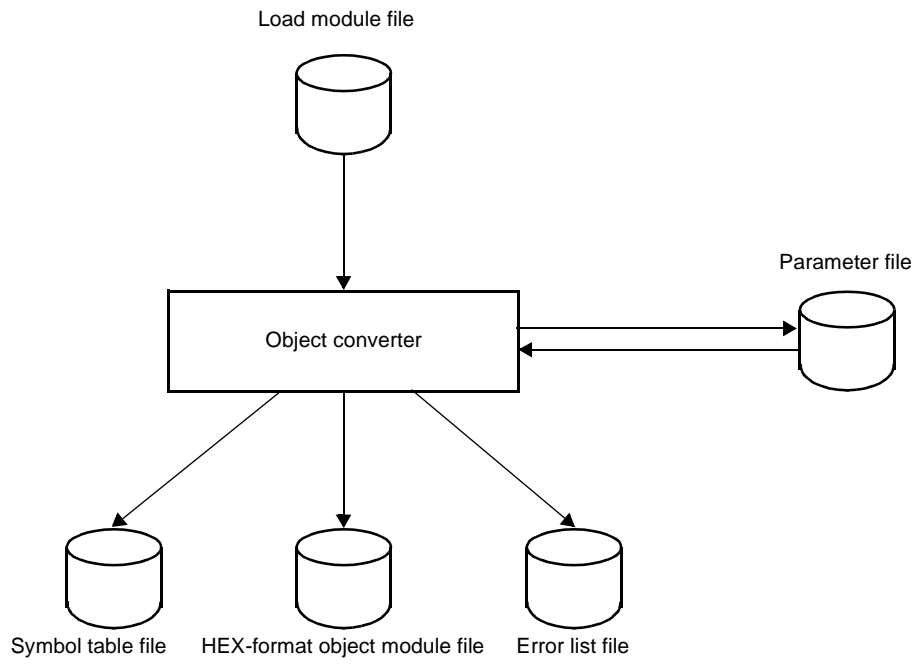 Load module file
Parameter file
Object converter
Symbol table file
HEX-format object module file
Error list file